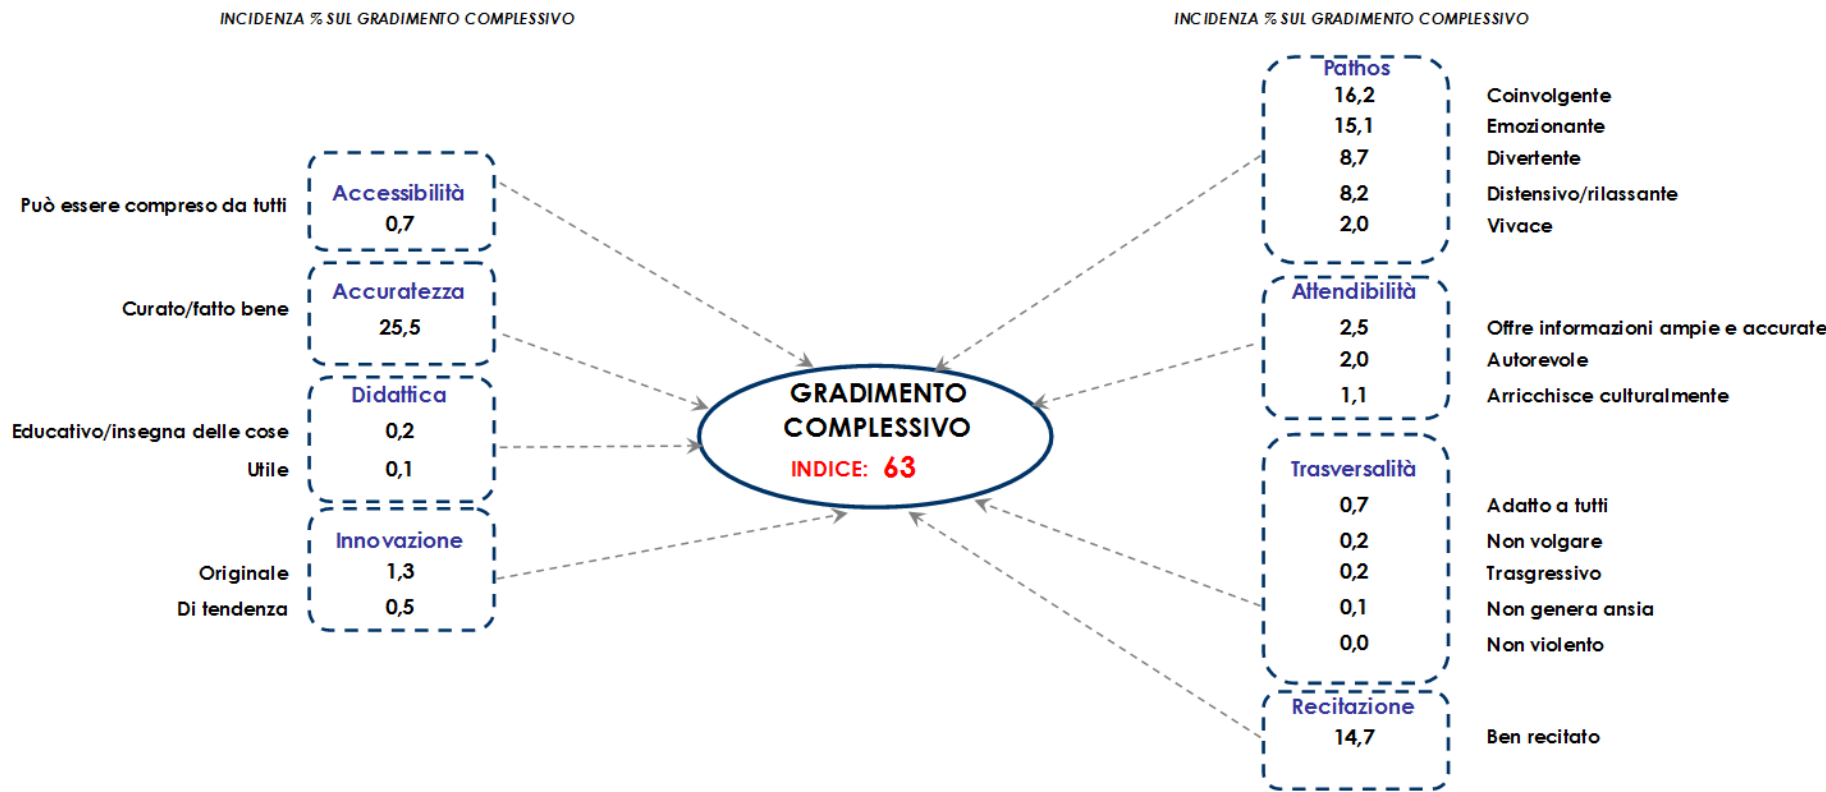 INCIDENZA % SUL GRADIMENTO COMPLESSIVO
Accessibilità
Può essere compreso da tutti 0,7
Accuratezza
Curato/fatto bene 25,5
Didattica
Educativo/insegna delle cose 0,2
Utile 0,1
Innovazione
Originale 1,3
Di tendenza 0,5
GRADIMENTO
COMPLESSIVO
INDICE: 63
INCIDENZA % SUL GRADIMENTO COMPLESSIVO
Pathos
16,2 Coinvolgente
15,1 Emozionante
8,7 Divertente
8,2 Distensivo/rilassante
2,0 Vivace
Attendibilità
2,5 Offre informazioni ampie e accurate
2,0 Autorevole
1,1 Arricchisce culturalmente
Trasversalità
0,7 Adatto a tutti
0,2 Non volgare
0,2 Trasgressivo
0,1 Non genera ansia
0,0 Non violento
Recitazione
14,7 Ben recitato